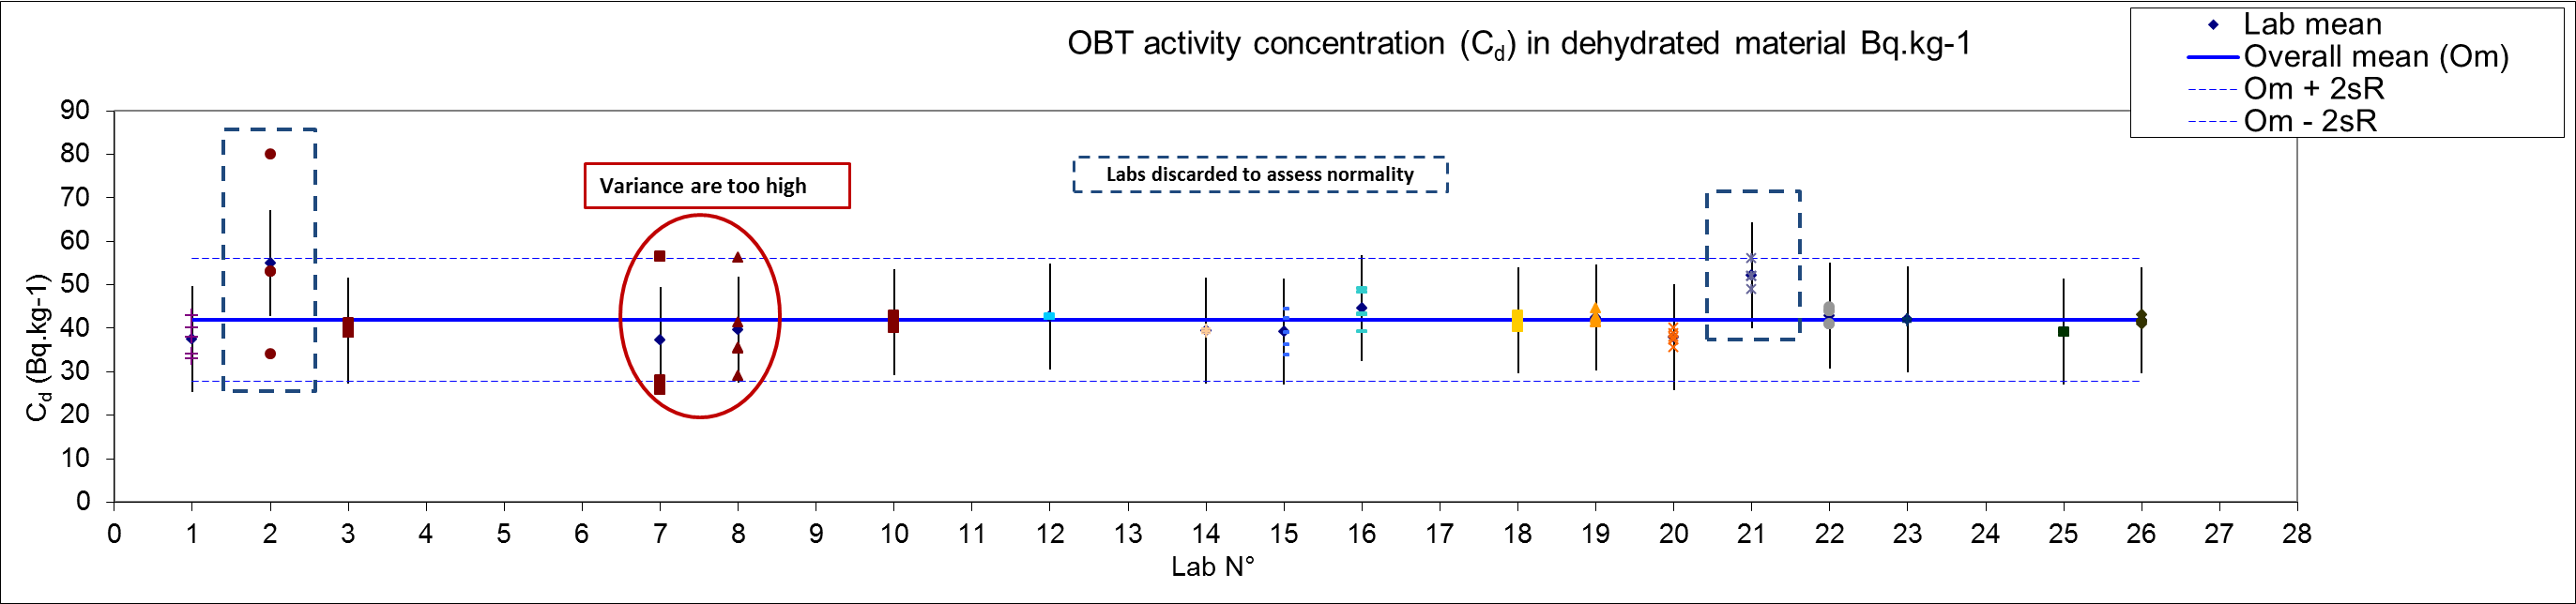 OBT activity concentration (Cd) in dehydrated material Bq.kg-1
Lab mean
Overall mean (Om)
Om + 2sR
Om - 2sR
90
80
70
60
50
40
30
20
10
0
Cd (Bq.kg-1)
Variance are too high
Labs discarded to assess normality
0 1 2 3 4 5 6 7 8 9 10 11 12 13 14 15 16 17 18 19 20 21 22 23 24 25 26 27 28
Lab N°